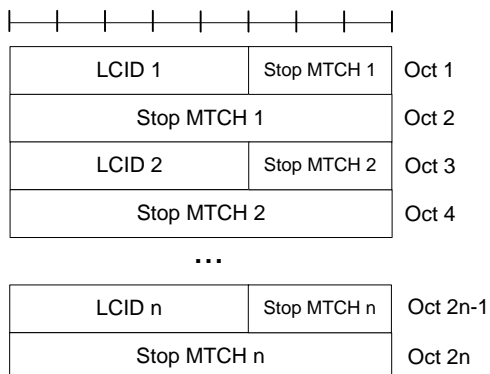 LCID 1 Stop MTCH 1 Oct 1
Stop MTCH 1 Oct 2
LCID 2 Stop MTCH 2 Oct 3
Stop MTCH 2 Oct 4
...
LCID n Stop MTCH n Oct 2n-1
Stop MTCH n Oct 2n